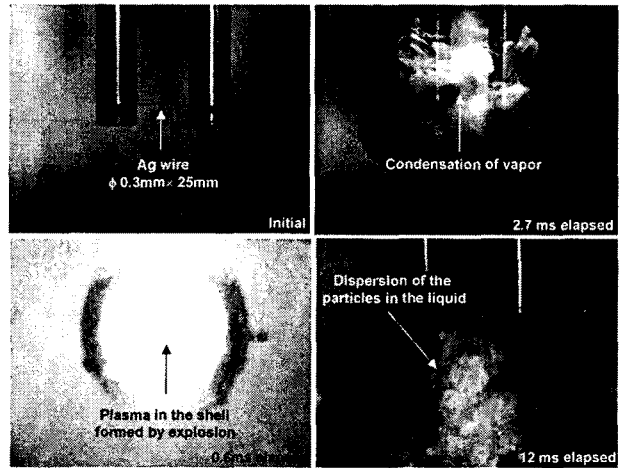 Ag wire
ϕ 0.3mm× 25mm
Initial
Condensation of vapor
2.7 ms elapsed
Plasma in the shell
formed by explosion
elapsed
Dispersion of the
particles in the liquid
12 ms elapsed